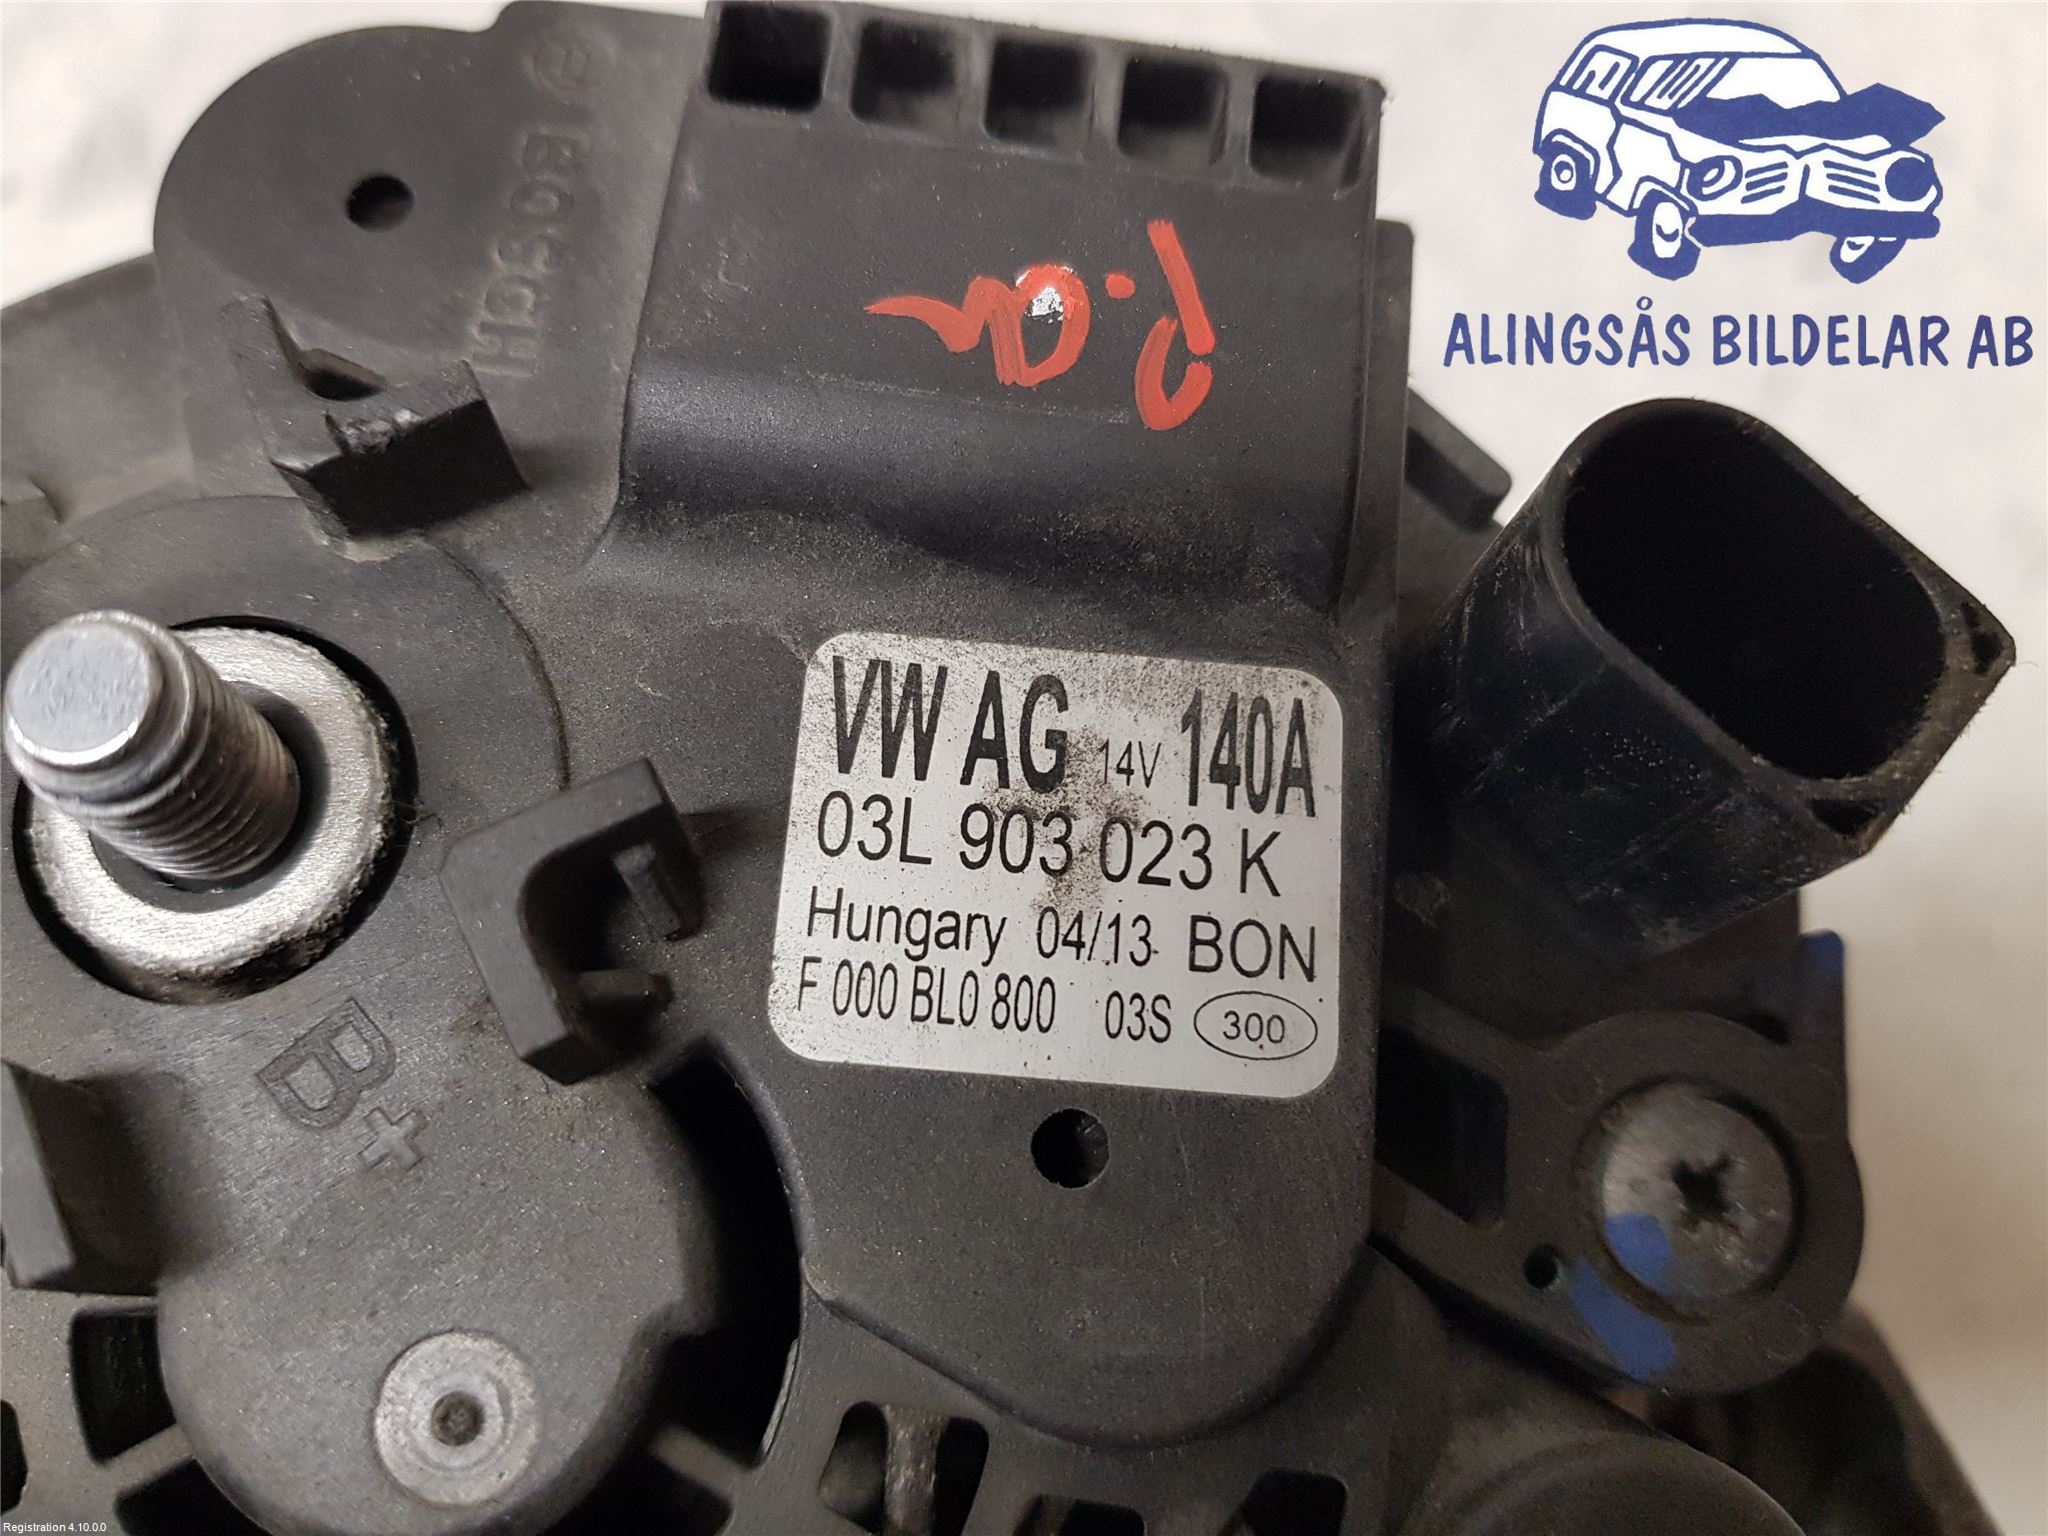 BOSCH
ALINGSÅS BILDELAR AB
VW AG 14V 140A
03L 903 023 K
Hungary 04/13 BON
F 000 BL0 800 03S 300
B+
Registration 4.10.0.0